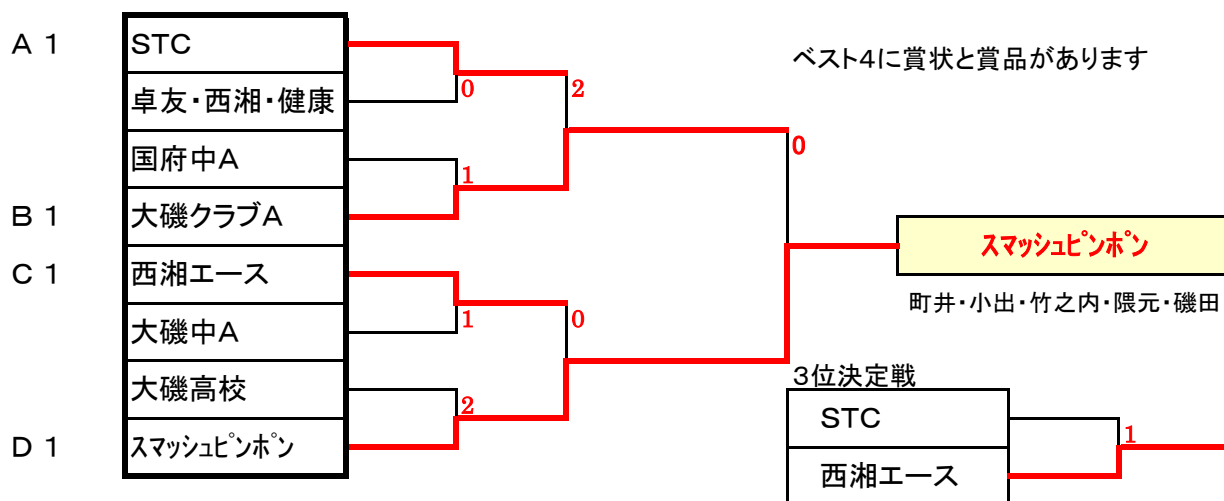 A 1
STC
ベスト4に賞状と賞品があります
0
2
卓友・西湘・健康
国府中A
0
1
B 1
大磯クラブA
スマッシュピンポン
C 1
西湘エース
町井・小出・竹之内・隈元・磯田
1
0
大磯中A
3位決定戦
大磯高校
2
STC
1
D 1
スマッシュピンポン
西湘エース